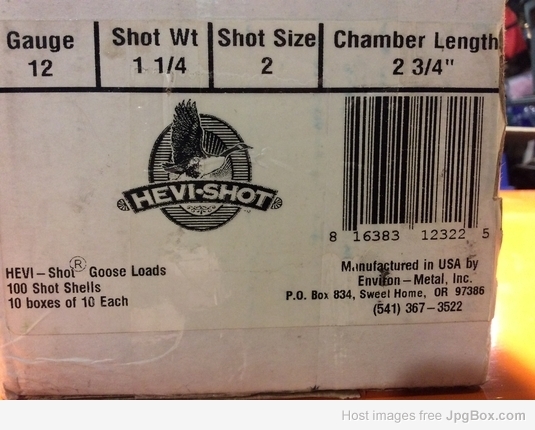 Gauge
12
Shot Wt
1 1/4
Shot Size
2
Chamber Length
2 3/4"
HEVI-SHOT
8 16383 12322 5
HEVI-Shot® Goose Loads
100 Shot Shells
10 boxes of 10 Each
Manufactured in USA by
Environ-Metal, Inc.
P.O. Box 834, Sweet Home, OR 97386
(541) 367-3522
Host images free JpgBox.com